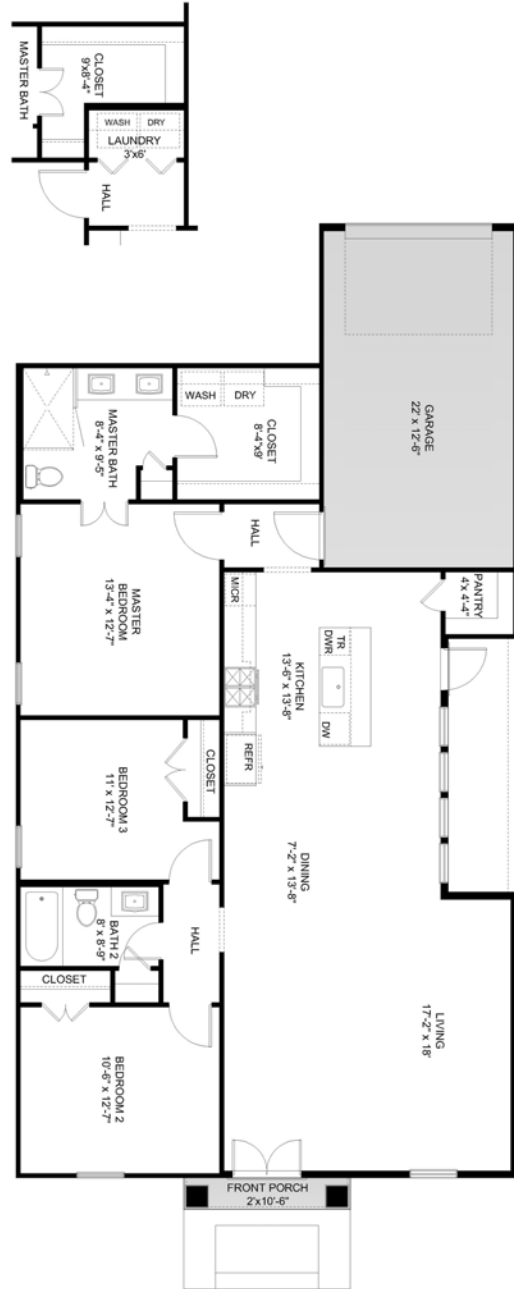 MASTER BATH
CLOSET
9'x8'-4"
WASH
DRY
LAUNDRY
3'x6'
HALL
GARAGE
22' x 12'-6"
WASH
DRY
CLOSET
8'-4"x9'
MASTER BATH
8'-4" x 9'-5"
HALL
PANTRY
4'x 4'-4"
MICR
TR
DWR
DW
KITCHEN
13'-6" x 13'-8"
MASTER
BEDROOM
13'-4" x 12'-7"
REFR
CLOSET
BEDROOM 3
11' x 12'-7"
DINING
7'-2" x 13'-8"
BATH 2
8' x 8'-9"
HALL
CLOSET
LIVING
17'-2" x 18'
BEDROOM 2
10'-6" x 12'-7"
FRONT PORCH
2'x10'-6"